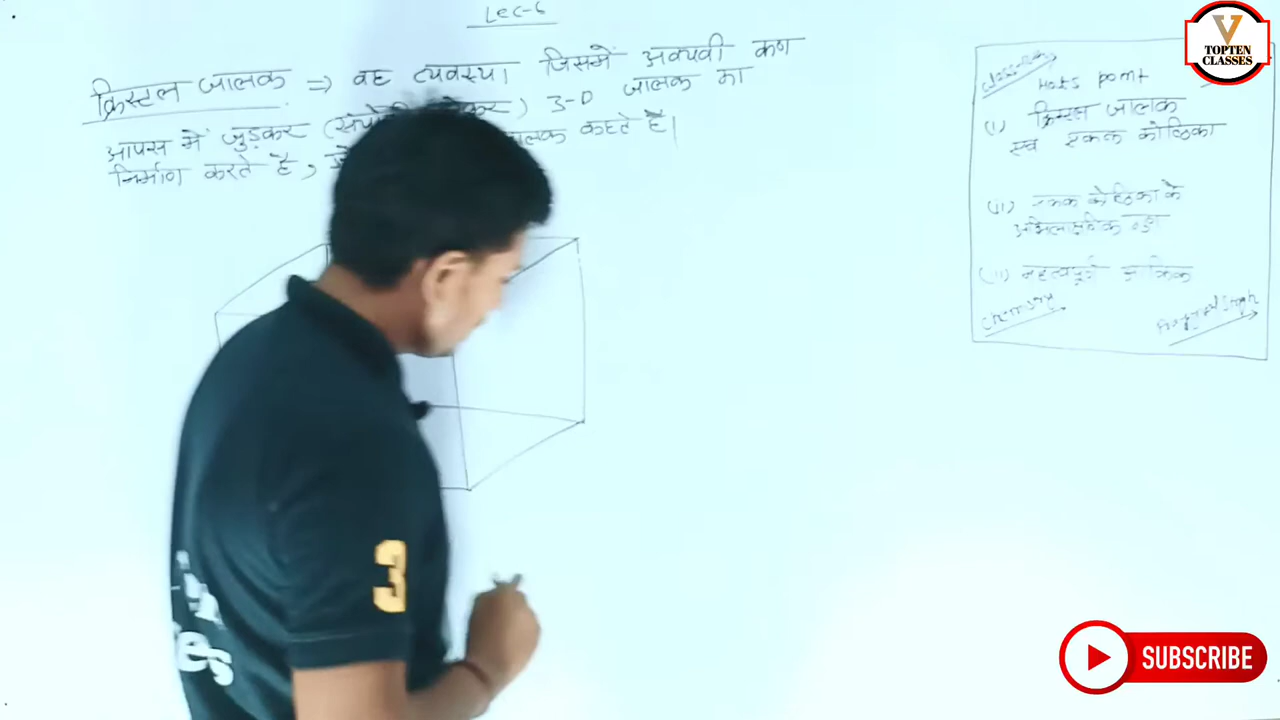 Lec-6
क्रिस्टल जालक ⇒ वह व्यवस्था जिसमें अवयवी कण
आपस में जुड़कर 3-D जालक का
निर्माण करते है, कहते है।
Hots point
(i) क्रिस्टल जालक
एवं एकक कोष्ठिका
(ii) एकक कोष्ठिका के
अभिलाक्षणिक गुण
(iii) महत्वपूर्ण
Chemistry
V
TOPTEN
CLASSES
3
SUBSCRIBE